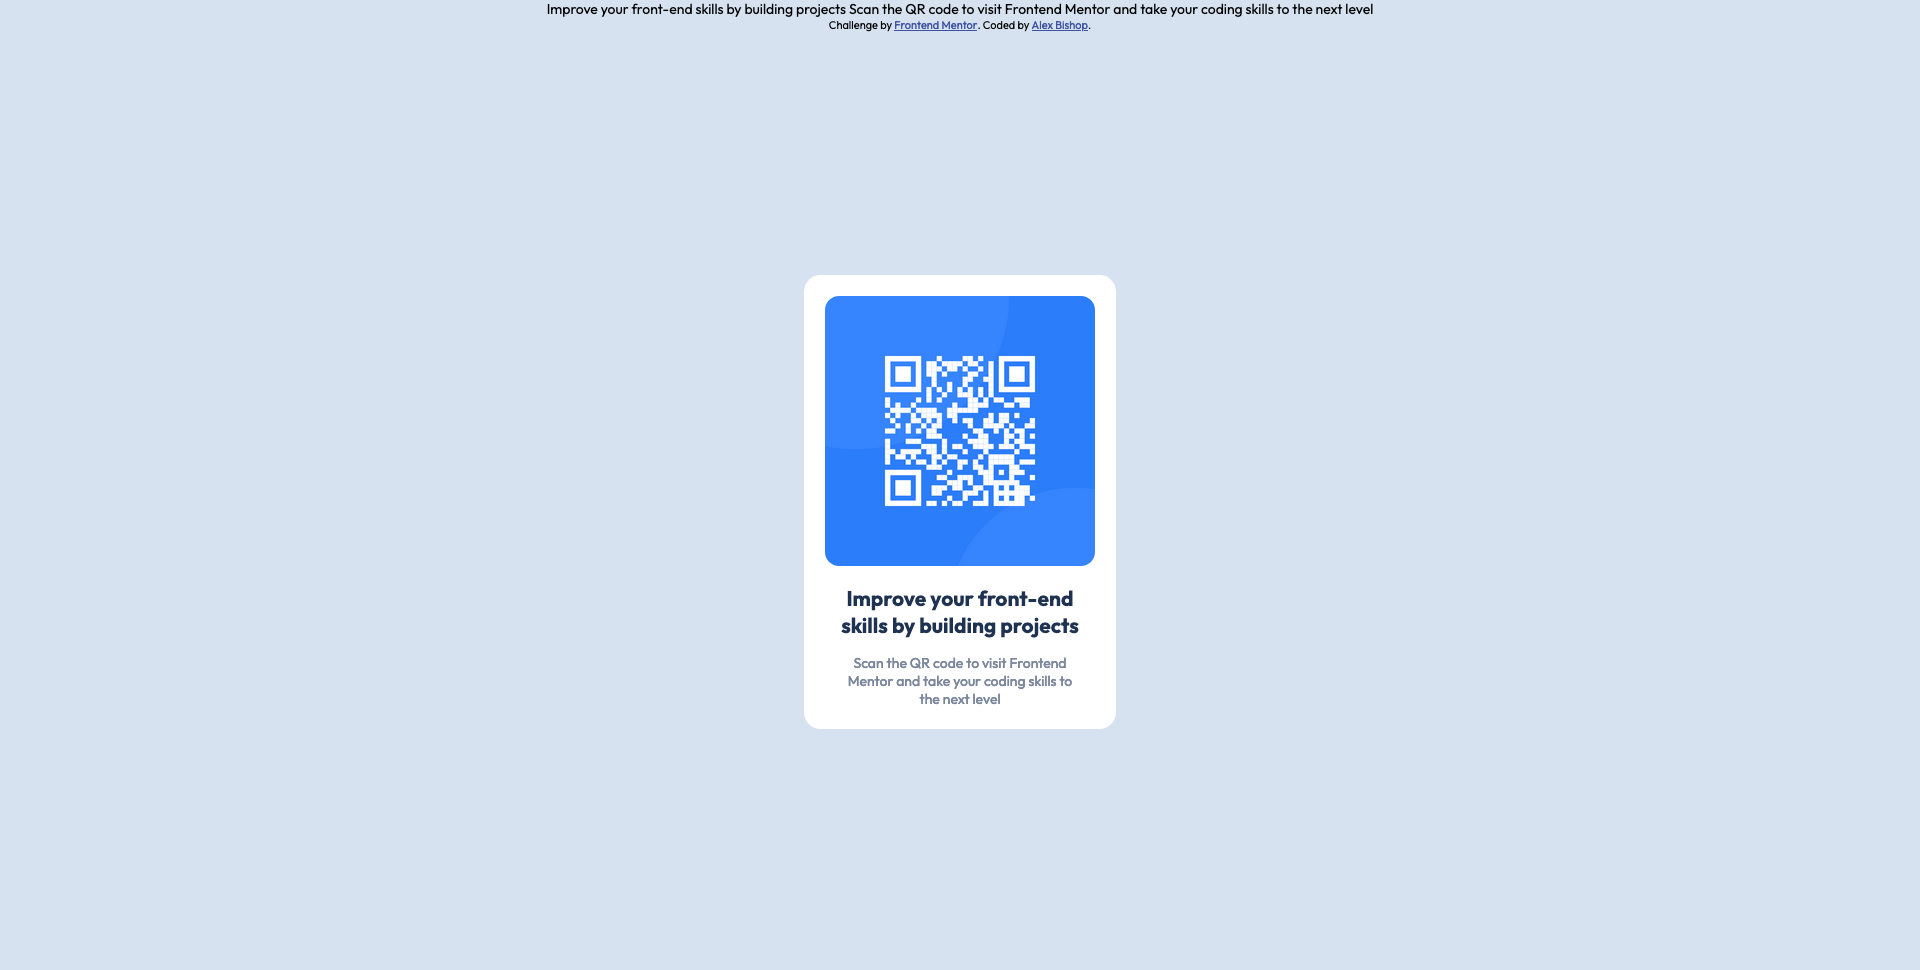 Improve your front-end skills by building projects Scan the QR code to visit Frontend Mentor and take your coding skills to the next level
Challenge by Frontend Mentor. Coded by Alex Bishop.
Improve your front-end
skills by building projects
Scan the QR code to visit Frontend
Mentor and take your coding skills to
the next level